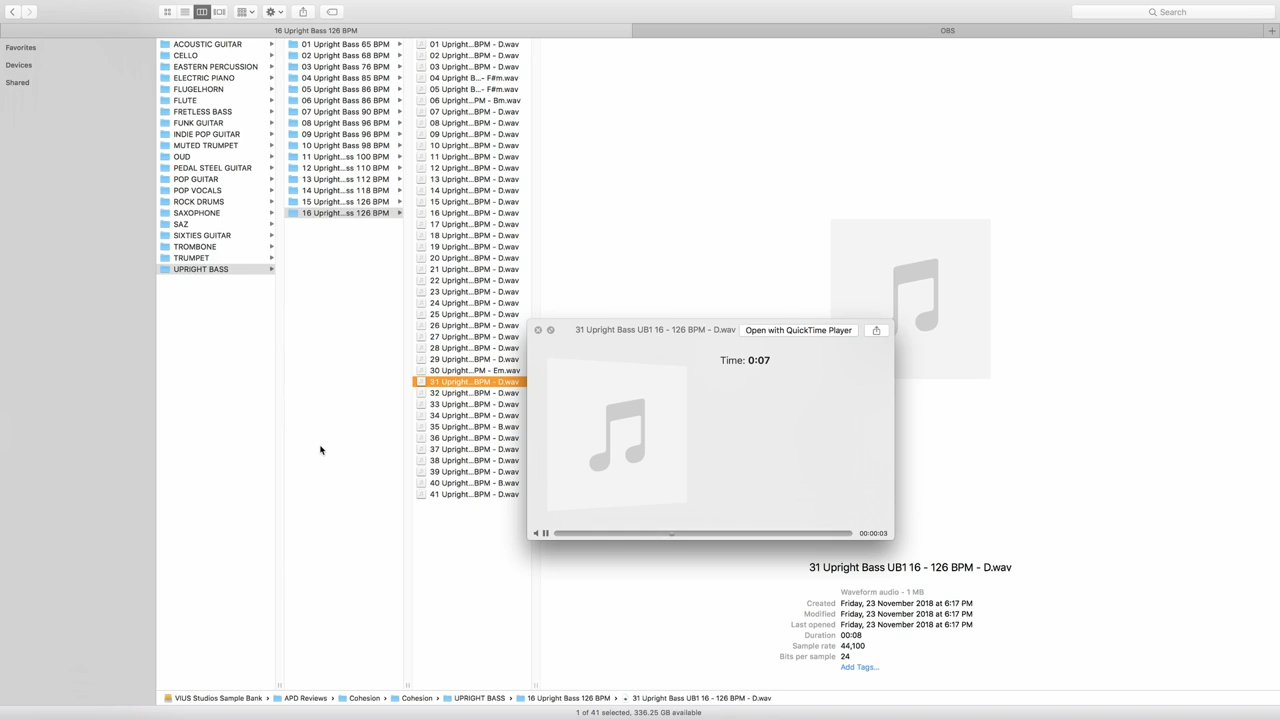 Search
16 Upright Bass 126 BPM
OBS
Favorites
Devices
Shared
ACOUSTIC GUITAR
CELLO
EASTERN PERCUSSION
ELECTRIC PIANO
FLUGELHORN
FLUTE
FRETLESS BASS
FUNK GUITAR
INDIE POP GUITAR
MUTED TRUMPET
OUD
PEDAL STEEL GUITAR
POP GUITAR
POP VOCALS
ROCK DRUMS
SAXOPHONE
SAZ
SIXTIES GUITAR
TROMBONE
TRUMPET
UPRIGHT BASS
01 Upright Bass 65 BPM
02 Upright Bass 68 BPM
03 Upright Bass 76 BPM
04 Upright Bass 85 BPM
05 Upright Bass 86 BPM
06 Upright Bass 86 BPM
07 Upright Bass 90 BPM
08 Upright Bass 96 BPM
09 Upright Bass 96 BPM
10 Upright Bass 98 BPM
11 Upright...ss 100 BPM
12 Upright...ss 110 BPM
13 Upright...ss 112 BPM
14 Upright...ss 118 BPM
15 Upright...ss 126 BPM
16 Upright...ss 126 BPM
01 Upright...BPM - D.wav
02 Upright...BPM - D.wav
03 Upright...BPM - D.wav
04 Upright B...- F#m.wav
05 Upright B...- F#m.wav
06 Upright...PM - Bm.wav
07 Upright...BPM - D.wav
08 Upright...BPM - D.wav
09 Upright...BPM - D.wav
10 Upright...BPM - D.wav
11 Upright...BPM - D.wav
12 Upright...BPM - D.wav
13 Upright...BPM - D.wav
14 Upright...BPM - D.wav
15 Upright...BPM - D.wav
16 Upright...BPM - D.wav
17 Upright...BPM - D.wav
18 Upright...BPM - D.wav
19 Upright...BPM - D.wav
20 Upright...BPM - D.wav
21 Upright...BPM - D.wav
22 Upright...BPM - D.wav
23 Upright...BPM - D.wav
24 Upright...BPM - D.wav
25 Upright...BPM - D.wav
26 Upright...BPM - D.wav
27 Upright...BPM - D.wav
28 Upright...BPM - D.wav
29 Upright...BPM - D.wav
30 Upright...PM - Em.wav
31 Upright...BPM - D.wav
32 Upright...BPM - D.wav
33 Upright...BPM - D.wav
34 Upright...BPM - D.wav
35 Upright...BPM - B.wav
36 Upright...BPM - D.wav
37 Upright...BPM - D.wav
38 Upright...BPM - D.wav
39 Upright...BPM - D.wav
40 Upright...BPM - B.wav
41 Upright...BPM - D.wav
31 Upright Bass UB1 16 - 126 BPM - D.wav
Open with QuickTime Player
Time: 0:07
00:00:03
31 Upright Bass UB1 16 - 126 BPM - D.wav
Waveform audio - 1 MB
Created Friday, 23 November 2018 at 6:17 PM
Modified Friday, 23 November 2018 at 6:17 PM
Last opened Friday, 23 November 2018 at 6:17 PM
Duration 00:08
Sample rate 44,100
Bits per sample 24
Add Tags...
VIUS Studios Sample Bank › APD Reviews › Cohesion › Cohesion › UPRIGHT BASS › 16 Upright Bass 126 BPM › 31 Upright Bass UB1 16 - 126 BPM - D.wav
1 of 41 selected, 336.25 GB available